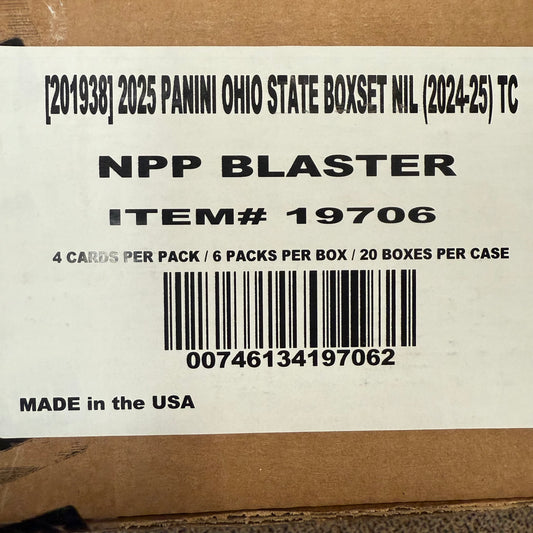 [201938] 2025 PANINI OHIO STATE BOXSET NIL (2024-25) TC
NPP BLASTER
ITEM# 19706
4 CARDS PER PACK / 6 PACKS PER BOX / 20 BOXES PER CASE
00746134197062
MADE in the USA